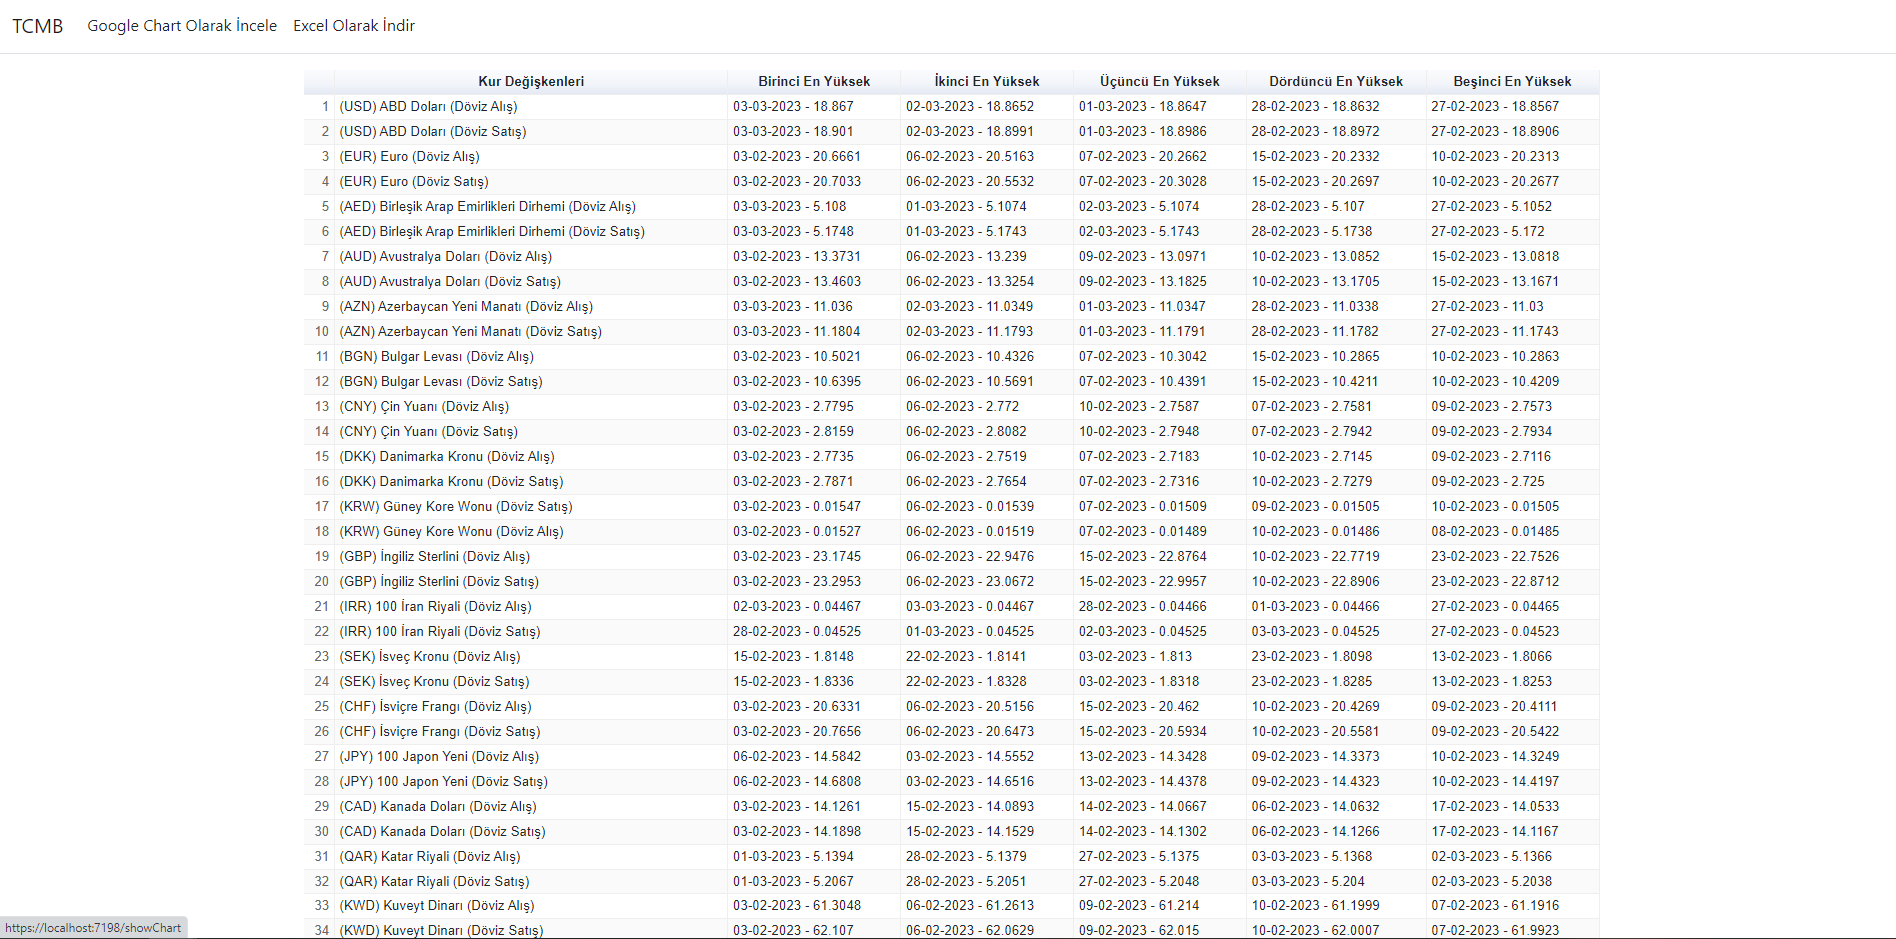 TCMB Google Chart Olarak İncele Excel Olarak İndir
Kur Değişkenleri Birinci En Yüksek İkinci En Yüksek Üçüncü En Yüksek Dördüncü En Yüksek Beşinci En Yüksek
1 (USD) ABD Doları (Döviz Alış) 03-03-2023 - 18.867 02-03-2023 - 18.8652 01-03-2023 - 18.8647 28-02-2023 - 18.8632 27-02-2023 - 18.8567
2 (USD) ABD Doları (Döviz Satış) 03-03-2023 - 18.901 02-03-2023 - 18.8991 01-03-2023 - 18.8986 28-02-2023 - 18.8972 27-02-2023 - 18.8906
3 (EUR) Euro (Döviz Alış) 03-02-2023 - 20.6661 06-02-2023 - 20.5163 07-02-2023 - 20.2662 15-02-2023 - 20.2332 10-02-2023 - 20.2313
4 (EUR) Euro (Döviz Satış) 03-02-2023 - 20.7033 06-02-2023 - 20.5532 07-02-2023 - 20.3028 15-02-2023 - 20.2697 10-02-2023 - 20.2677
5 (AED) Birleşik Arap Emirlikleri Dirhemi (Döviz Alış) 03-03-2023 - 5.108 01-03-2023 - 5.1074 02-03-2023 - 5.1074 28-02-2023 - 5.107 27-02-2023 - 5.1052
6 (AED) Birleşik Arap Emirlikleri Dirhemi (Döviz Satış) 03-03-2023 - 5.1748 01-03-2023 - 5.1743 02-03-2023 - 5.1743 28-02-2023 - 5.1738 27-02-2023 - 5.172
7 (AUD) Avustralya Doları (Döviz Alış) 03-02-2023 - 13.3731 06-02-2023 - 13.239 09-02-2023 - 13.0971 10-02-2023 - 13.0852 15-02-2023 - 13.0818
8 (AUD) Avustralya Doları (Döviz Satış) 03-02-2023 - 13.4603 06-02-2023 - 13.3254 09-02-2023 - 13.1825 10-02-2023 - 13.1705 15-02-2023 - 13.1671
9 (AZN) Azerbaycan Yeni Manatı (Döviz Alış) 03-03-2023 - 11.036 02-03-2023 - 11.0349 01-03-2023 - 11.0347 28-02-2023 - 11.0338 27-02-2023 - 11.03
10 (AZN) Azerbaycan Yeni Manatı (Döviz Satış) 03-03-2023 - 11.1804 02-03-2023 - 11.1793 01-03-2023 - 11.1791 28-02-2023 - 11.1782 27-02-2023 - 11.1743
11 (BGN) Bulgar Levası (Döviz Alış) 03-02-2023 - 10.5021 06-02-2023 - 10.4326 07-02-2023 - 10.3042 15-02-2023 - 10.2865 10-02-2023 - 10.2863
12 (BGN) Bulgar Levası (Döviz Satış) 03-02-2023 - 10.6395 06-02-2023 - 10.5691 07-02-2023 - 10.4391 15-02-2023 - 10.4211 10-02-2023 - 10.4209
13 (CNY) Çin Yuanı (Döviz Alış) 03-02-2023 - 2.7795 06-02-2023 - 2.772 10-02-2023 - 2.7587 07-02-2023 - 2.7581 09-02-2023 - 2.7573
14 (CNY) Çin Yuanı (Döviz Satış) 03-02-2023 - 2.8159 06-02-2023 - 2.8082 10-02-2023 - 2.7948 07-02-2023 - 2.7942 09-02-2023 - 2.7934
15 (DKK) Danimarka Kronu (Döviz Alış) 03-02-2023 - 2.7735 06-02-2023 - 2.7519 07-02-2023 - 2.7183 10-02-2023 - 2.7145 09-02-2023 - 2.7116
16 (DKK) Danimarka Kronu (Döviz Satış) 03-02-2023 - 2.7871 06-02-2023 - 2.7654 07-02-2023 - 2.7316 10-02-2023 - 2.7279 09-02-2023 - 2.725
17 (KRW) Güney Kore Wonu (Döviz Satış) 03-02-2023 - 0.01547 06-02-2023 - 0.01539 07-02-2023 - 0.01509 09-02-2023 - 0.01505 10-02-2023 - 0.01505
18 (KRW) Güney Kore Wonu (Döviz Alış) 03-02-2023 - 0.01527 06-02-2023 - 0.01519 07-02-2023 - 0.01489 10-02-2023 - 0.01486 08-02-2023 - 0.01485
19 (GBP) İngiliz Sterlini (Döviz Alış) 03-02-2023 - 23.1745 06-02-2023 - 22.9476 15-02-2023 - 22.8764 10-02-2023 - 22.7719 23-02-2023 - 22.7526
20 (GBP) İngiliz Sterlini (Döviz Satış) 03-02-2023 - 23.2953 06-02-2023 - 23.0672 15-02-2023 - 22.9957 10-02-2023 - 22.8906 23-02-2023 - 22.8712
21 (IRR) 100 İran Riyali (Döviz Alış) 02-03-2023 - 0.04467 03-03-2023 - 0.04467 28-02-2023 - 0.04466 01-03-2023 - 0.04466 27-02-2023 - 0.04465
22 (IRR) 100 İran Riyali (Döviz Satış) 28-02-2023 - 0.04525 01-03-2023 - 0.04525 02-03-2023 - 0.04525 03-03-2023 - 0.04525 27-02-2023 - 0.04523
23 (SEK) İsveç Kronu (Döviz Alış) 15-02-2023 - 1.8148 22-02-2023 - 1.8141 03-02-2023 - 1.813 23-02-2023 - 1.8098 13-02-2023 - 1.8066
24 (SEK) İsveç Kronu (Döviz Satış) 15-02-2023 - 1.8336 22-02-2023 - 1.8328 03-02-2023 - 1.8318 23-02-2023 - 1.8285 13-02-2023 - 1.8253
25 (CHF) İsviçre Frangı (Döviz Alış) 03-02-2023 - 20.6331 06-02-2023 - 20.5156 15-02-2023 - 20.462 10-02-2023 - 20.4269 09-02-2023 - 20.4111
26 (CHF) İsviçre Frangı (Döviz Satış) 03-02-2023 - 20.7656 06-02-2023 - 20.6473 15-02-2023 - 20.5934 10-02-2023 - 20.5581 09-02-2023 - 20.5422
27 (JPY) 100 Japon Yeni (Döviz Alış) 06-02-2023 - 14.5842 03-02-2023 - 14.5552 13-02-2023 - 14.3428 09-02-2023 - 14.3373 10-02-2023 - 14.3249
28 (JPY) 100 Japon Yeni (Döviz Satış) 06-02-2023 - 14.6808 03-02-2023 - 14.6516 13-02-2023 - 14.4378 09-02-2023 - 14.4323 10-02-2023 - 14.4197
29 (CAD) Kanada Doları (Döviz Alış) 03-02-2023 - 14.1261 15-02-2023 - 14.0893 14-02-2023 - 14.0667 06-02-2023 - 14.0632 17-02-2023 - 14.0533
30 (CAD) Kanada Doları (Döviz Satış) 03-02-2023 - 14.1898 15-02-2023 - 14.1529 14-02-2023 - 14.1302 06-02-2023 - 14.1266 17-02-2023 - 14.1167
31 (QAR) Katar Riyali (Döviz Alış) 01-03-2023 - 5.1394 28-02-2023 - 5.1379 27-02-2023 - 5.1375 03-03-2023 - 5.1368 02-03-2023 - 5.1366
32 (QAR) Katar Riyali (Döviz Satış) 01-03-2023 - 5.2067 28-02-2023 - 5.2051 27-02-2023 - 5.2048 03-03-2023 - 5.204 02-03-2023 - 5.2038
33 (KWD) Kuveyt Dinarı (Döviz Alış) 03-02-2023 - 61.3048 06-02-2023 - 61.2613 09-02-2023 - 61.214 10-02-2023 - 61.1999 07-02-2023 - 61.1916
34 (KWD) Kuveyt Dinarı (Döviz Satış) 03-02-2023 - 62.107 06-02-2023 - 62.0629 09-02-2023 - 62.015 10-02-2023 - 62.0007 07-02-2023 - 61.9923
https://localhost:7198/showChart